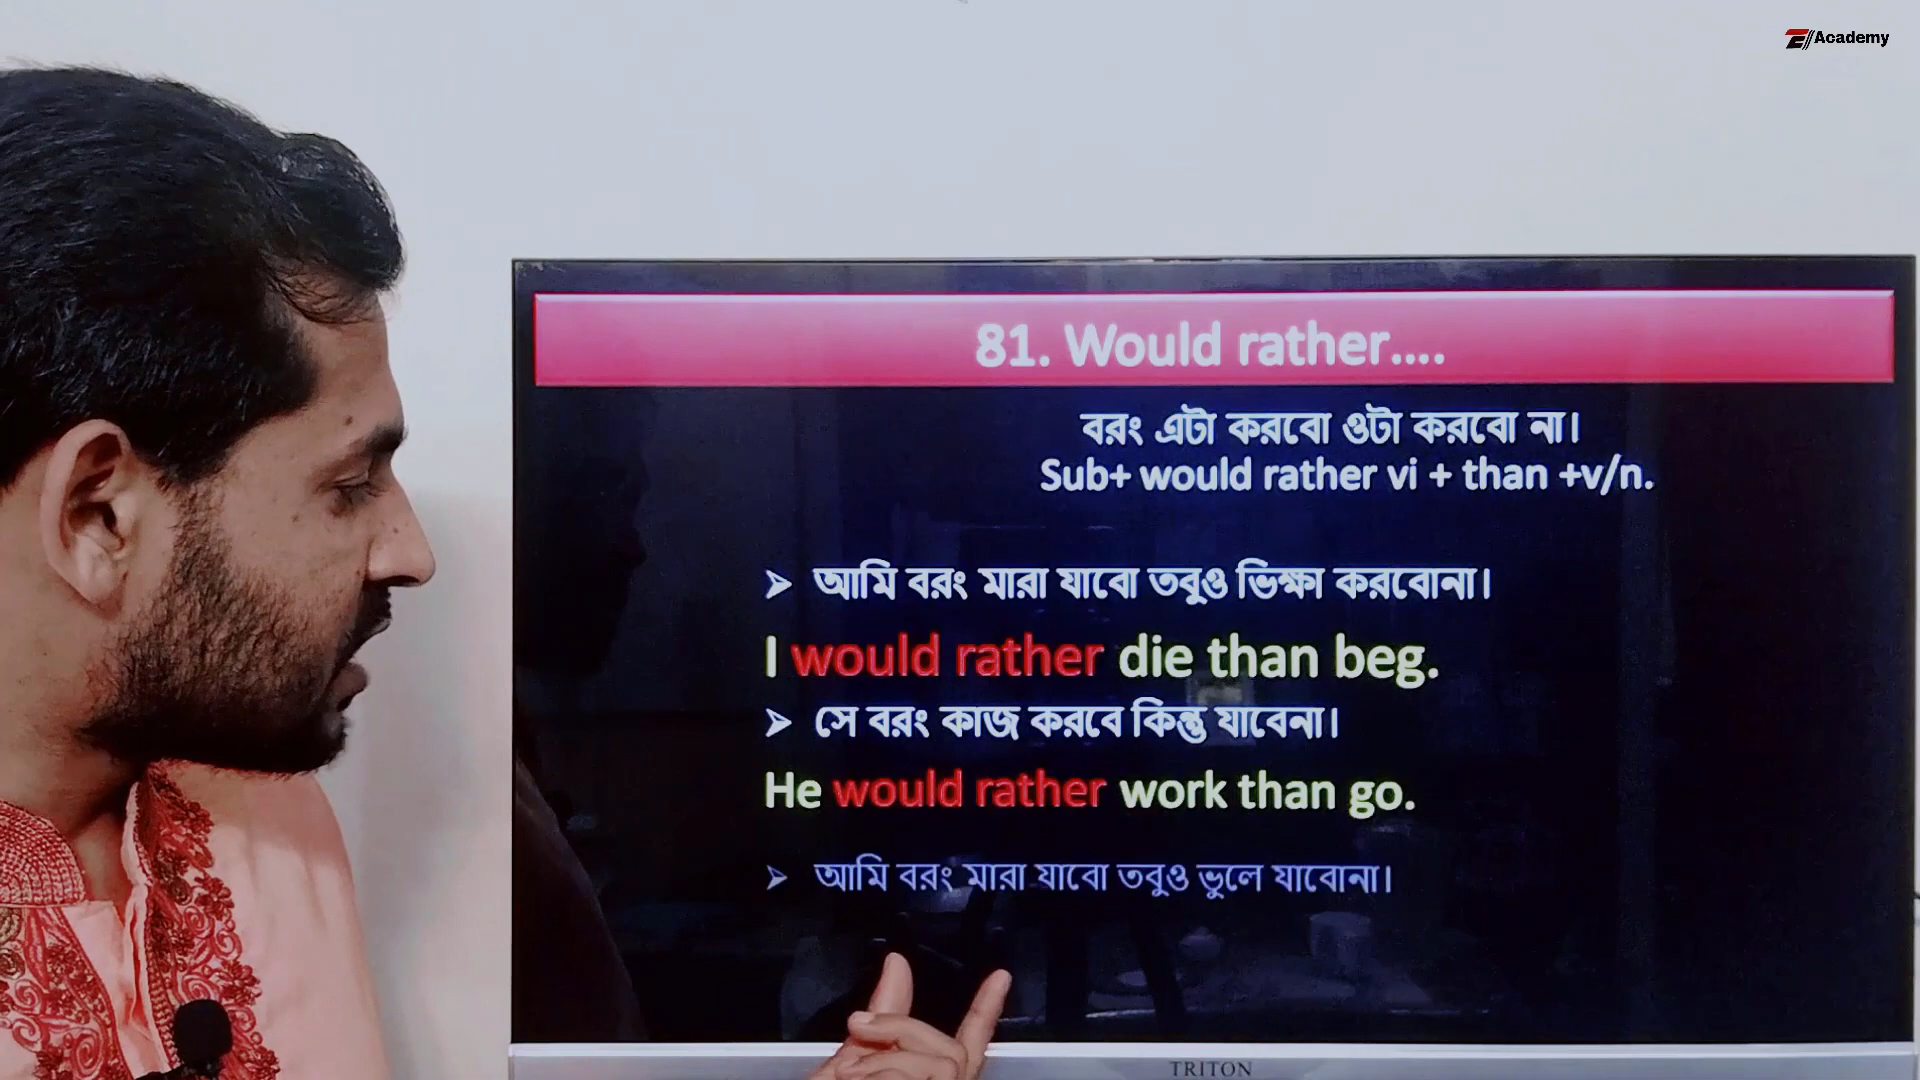 Academy
81. Would rather....
বরং এটা করবো ওটা করবো না।
Sub+ would rather vi + than +v/n.
➤ আমি বরং মারা যাবো তবুও ভিক্ষা করবোনা।
I would rather die than beg.
➤ সে বরং কাজ করবে কিন্তু যাবেনা।
He would rather work than go.
➤ আমি বরং মারা যাবো তবুও ভুলে যাবোনা।
TRITON